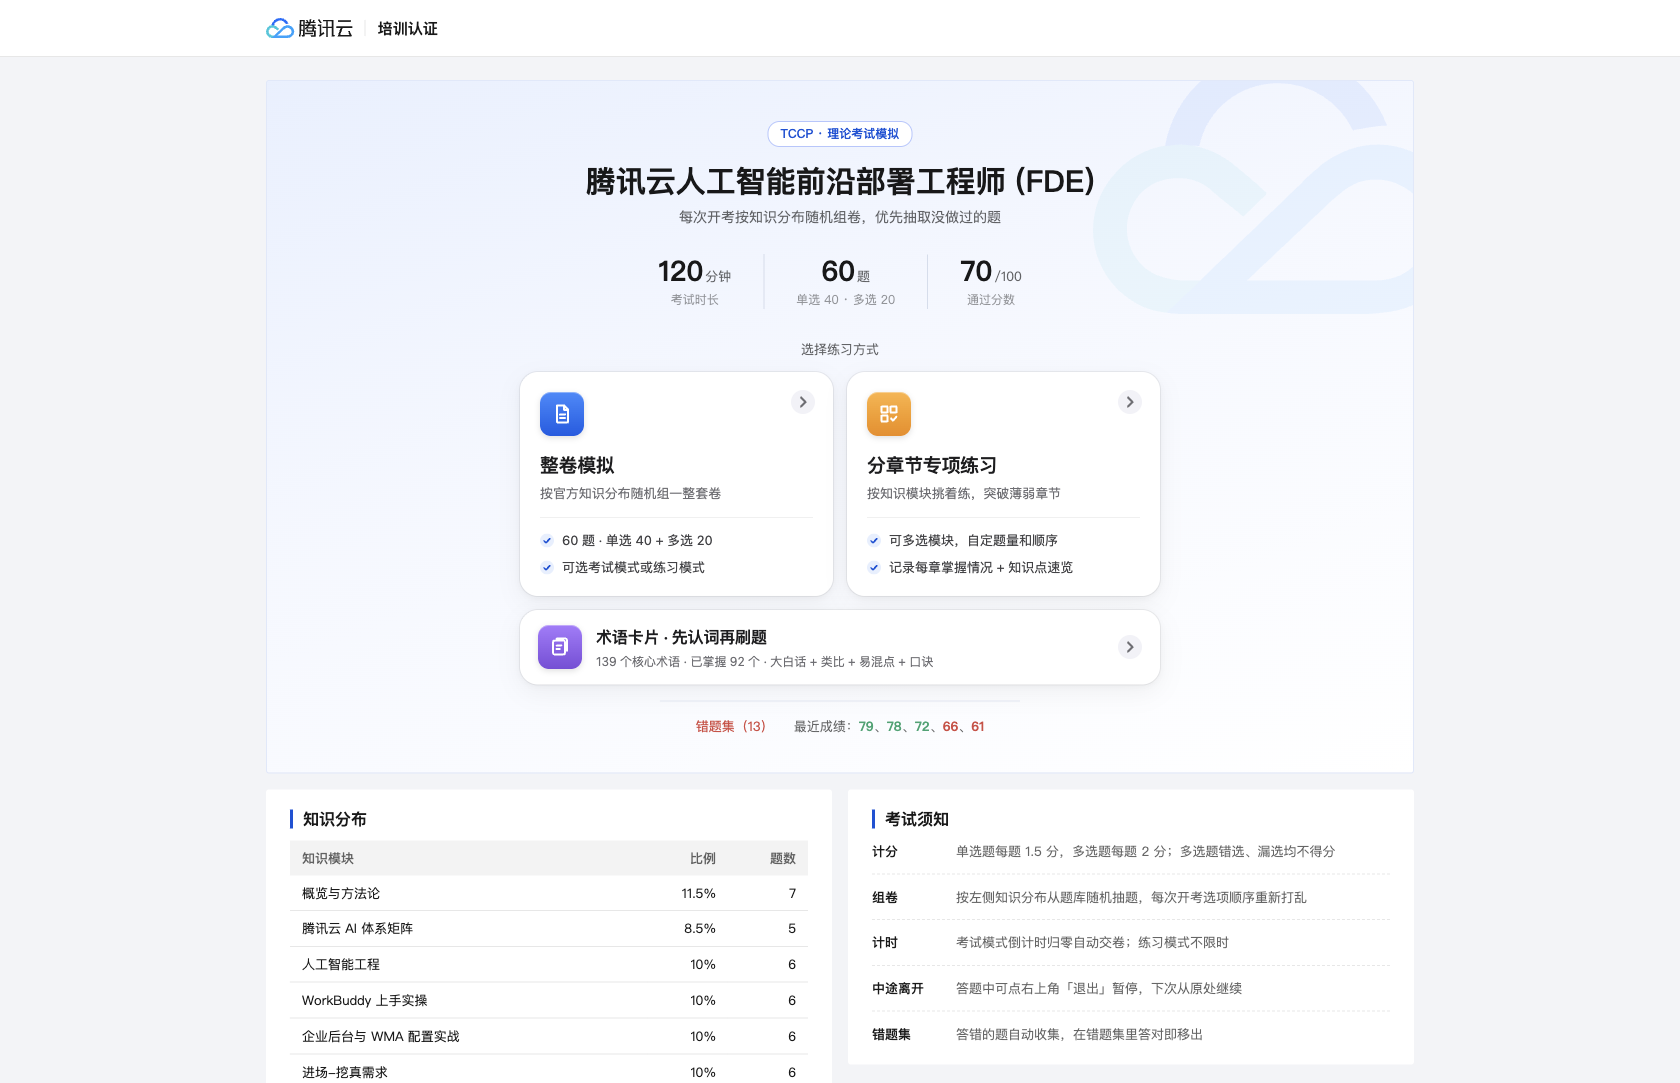 腾讯云 培训认证
TCCP · 理论考试模拟
腾讯云人工智能前沿部署工程师 (FDE)
每次开考按知识分布随机组卷，优先抽取没做过的题
120分钟
考试时长
60题
单选 40 · 多选 20
70/100
通过分数
选择练习方式
整卷模拟
按官方知识分布随机组一整套卷
60 题 · 单选 40 + 多选 20
可选考试模式或练习模式
分章节专项练习
按知识模块挑着练，突破薄弱章节
可多选模块，自定题量和顺序
记录每章掌握情况 + 知识点速览
术语卡片 · 先认词再刷题
139 个核心术语 · 已掌握 92 个 · 大白话 + 类比 + 易混点 + 口诀
错题集（13） 最近成绩：79、78、72、66、61
知识分布
知识模块 比例 题数
概览与方法论 11.5% 7
腾讯云 AI 体系矩阵 8.5% 5
人工智能工程 10% 6
WorkBuddy 上手实操 10% 6
企业后台与 WMA 配置实战 10% 6
进场–挖真需求 10% 6
考试须知
计分 单选题每题 1.5 分，多选题每题 2 分；多选题错选、漏选均不得分
组卷 按左侧知识分布从题库随机抽题，每次开考选项顺序重新打乱
计时 考试模式倒计时归零自动交卷；练习模式不限时
中途离开 答题中可点右上角「退出」暂停，下次从原处继续
错题集 答错的题自动收集，在错题集里答对即移出